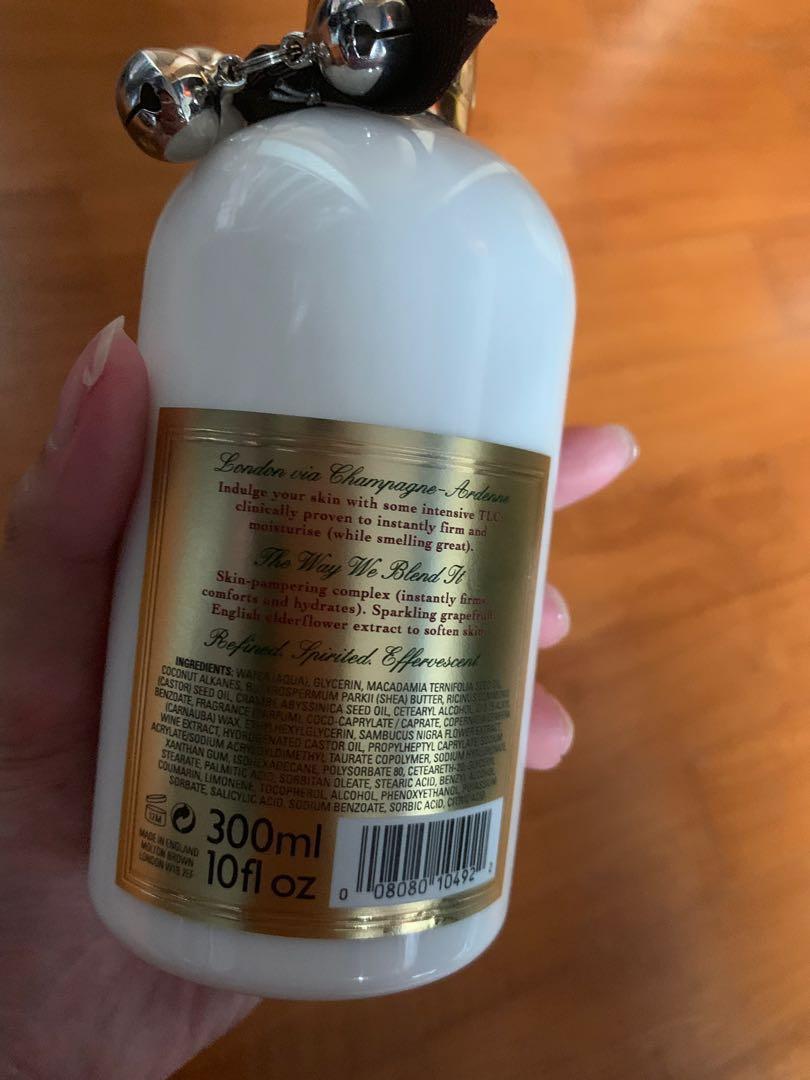 London via Champagne-Ardenne
Indulge your skin with some intensive TLC:
clinically proven to instantly firm and
moisturise (while smelling great).
The Way We Blend It
Skin-pampering complex (instantly firms,
comforts and hydrates). Sparkling grapefruit.
English elderflower extract to soften skin.
Refined. Spirited. Effervescent.
INGREDIENTS: WATER (AQUA), GLYCERIN, MACADAMIA TERNIFOLIA SEED OIL,
COCONUT ALKANES, BUTYROSPERMUM PARKII (SHEA) BUTTER, RICINUS COMMUNIS
(CASTOR) SEED OIL, CRAMBE ABYSSINICA SEED OIL, CETEARYL ALCOHOL, ALKYL
BENZOATE, FRAGRANCE (PARFUM), COCO-CAPRYLATE / CAPRATE, COPERNICIA CERIFERA
(CARNAUBA) WAX, ETHYLHEXYLGLYCERIN, SAMBUCUS NIGRA FLOWER EXTRACT,
WINE EXTRACT, HYDROGENATED CASTOR OIL, PROPYLHEPTYL CAPRYLATE, SODIUM
ACRYLATE/SODIUM ACRYLOYLDIMETHYL TAURATE COPOLYMER, SODIUM
XANTHAN GUM, ISOHEXADECANE, POLYSORBATE 80, CETEARETH-20, GLYCERYL
STEARATE, PALMITIC ACID, SORBITAN OLEATE, STEARIC ACID, BENZYL ALCOHOL,
COUMARIN, LIMONENE, TOCOPHEROL, ALCOHOL, PHENOXYETHANOL, POTASSIUM
SORBATE, SALICYLIC ACID, SODIUM BENZOATE, SORBIC ACID, CITRIC ACID
12M
300ml
10fl oz
MADE IN ENGLAND
MOLTON BROWN
LONDON W1B 2EF
0 08080 10492 2